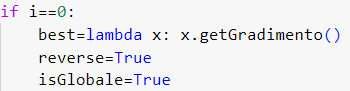 if i==0:
    best=lambda x: x.getGradimento()
    reverse=True
    isGlobale=True